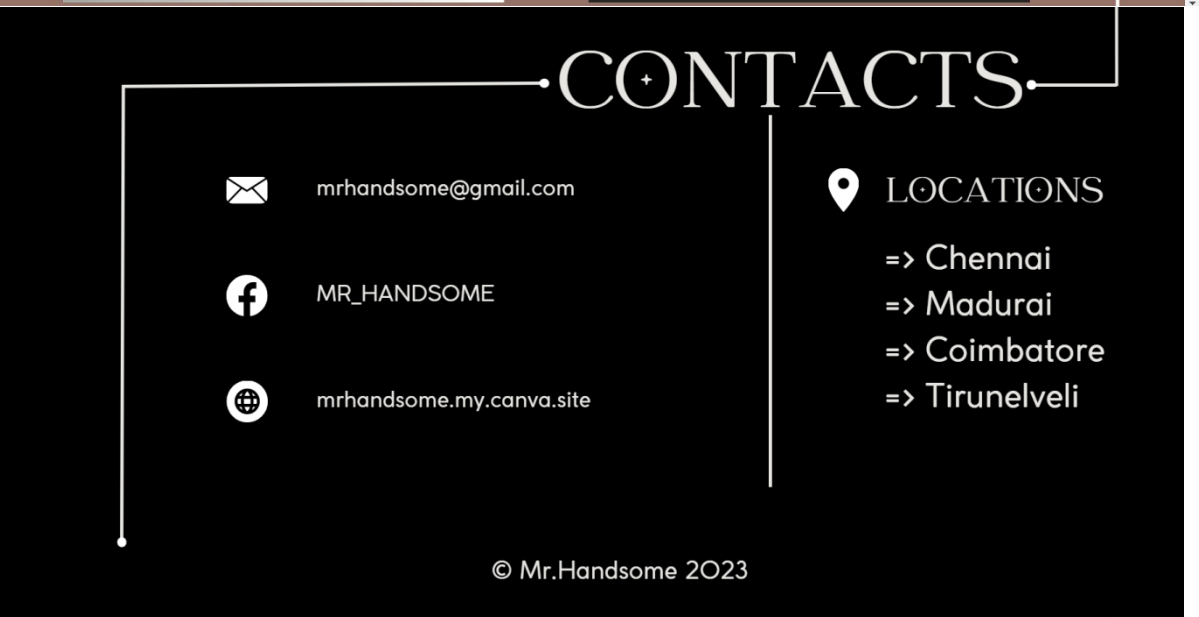 CONTACTS
mrhandsome@gmail.com
MR_HANDSOME
mrhandsome.my.canva.site
LOCATIONS
=> Chennai
=> Madurai
=> Coimbatore
=> Tirunelveli
© Mr.Handsome 2023